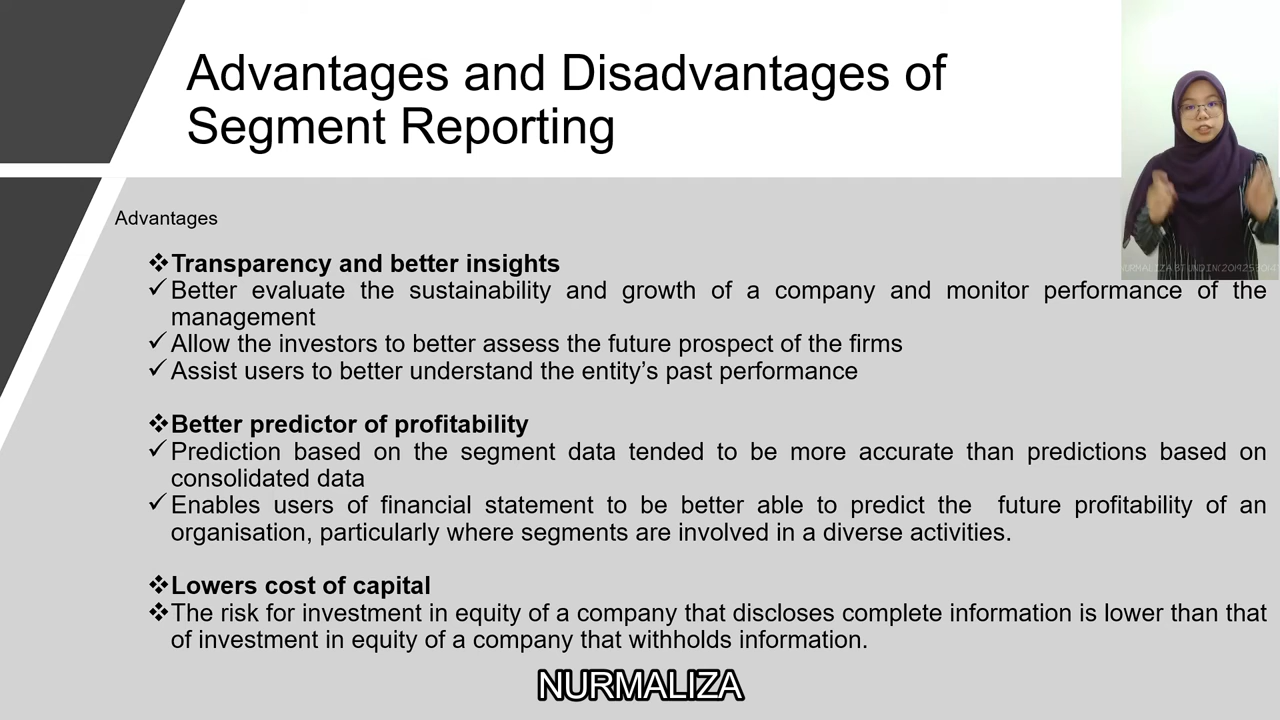 Advantages and Disadvantages of
Segment Reporting
Advantages
❖Transparency and better insights
✓Better evaluate the sustainability and growth of a company and monitor performance of the
management
✓Allow the investors to better assess the future prospect of the firms
✓Assist users to better understand the entity’s past performance
❖Better predictor of profitability
✓Prediction based on the segment data tended to be more accurate than predictions based on
consolidated data
✓Enables users of financial statement to be better able to predict the  future profitability of an
organisation, particularly where segments are involved in a diverse activities.
❖Lowers cost of capital
❖The risk for investment in equity of a company that discloses complete information is lower than that
of investment in equity of a company that withholds information.
NURMALIZA